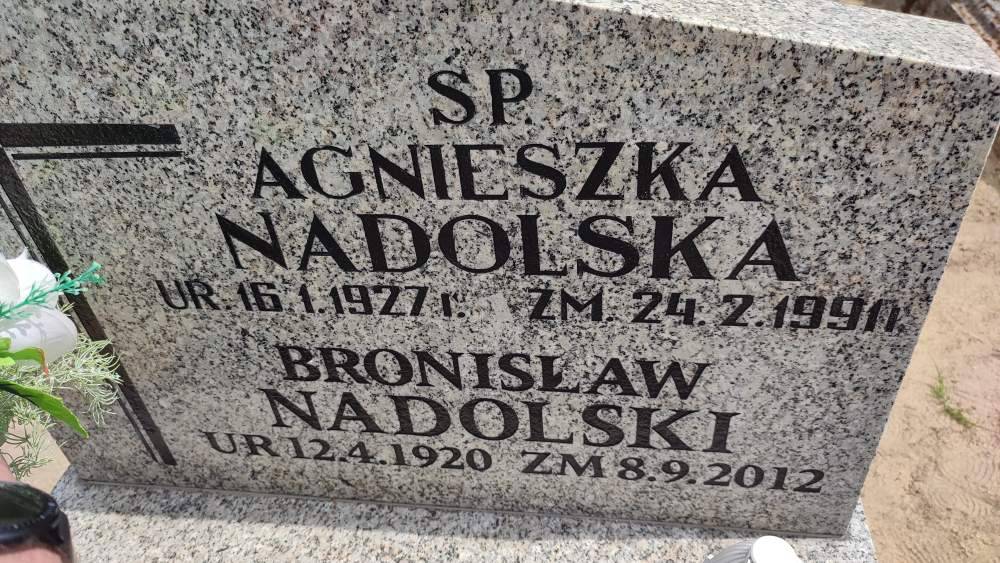 ŚP.
AGNIESZKA
NADOLSKA
UR. 16.1.1927 r. ZM. 24.2.1991 r.
BRONISŁAW
NADOLSKI
UR 12.4.1920 ZM 8.9.2012